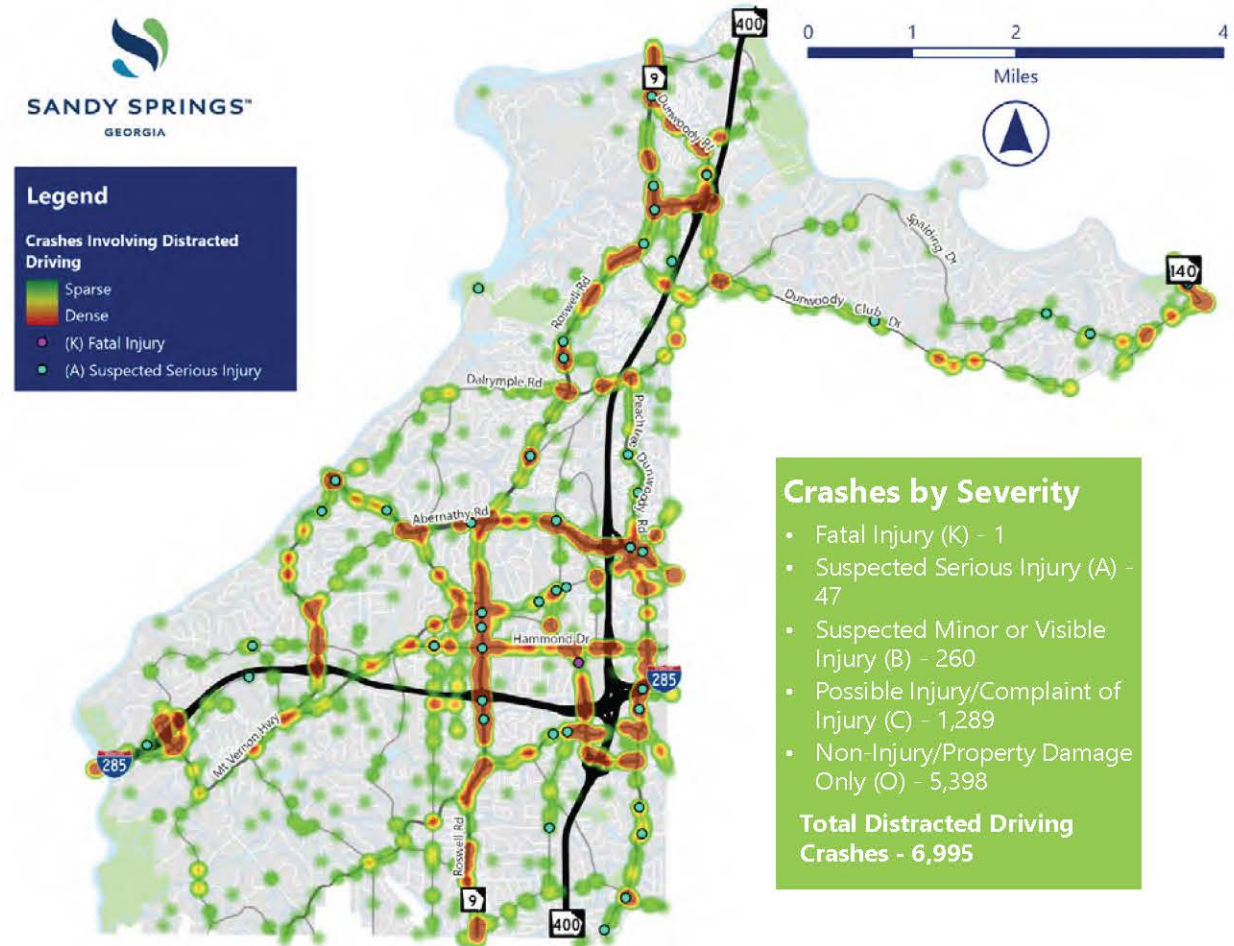 SANDY SPRINGS™
GEORGIA
Legend
Crashes Involving Distracted
Driving
Sparse
Dense
(K) Fatal Injury
(A) Suspected Serious Injury
0 1 2 4
Miles
400
9
Dunwoody Pl
Spalding Dr
140
Dunwoody Club Dr
Roswell Rd
Dalrymple Rd
Peachtree Dunwoody Rd
Abernathy Rd
Hammond Dr
285
Mt Vernon Hwy
285
Roswell Rd
9
400
Crashes by Severity
• Fatal Injury (K) - 1
• Suspected Serious Injury (A) -
47
• Suspected Minor or Visible
Injury (B) - 260
• Possible Injury/Complaint of
Injury (C) - 1,289
• Non-Injury/Property Damage
Only (O) - 5,398
Total Distracted Driving
Crashes - 6,995